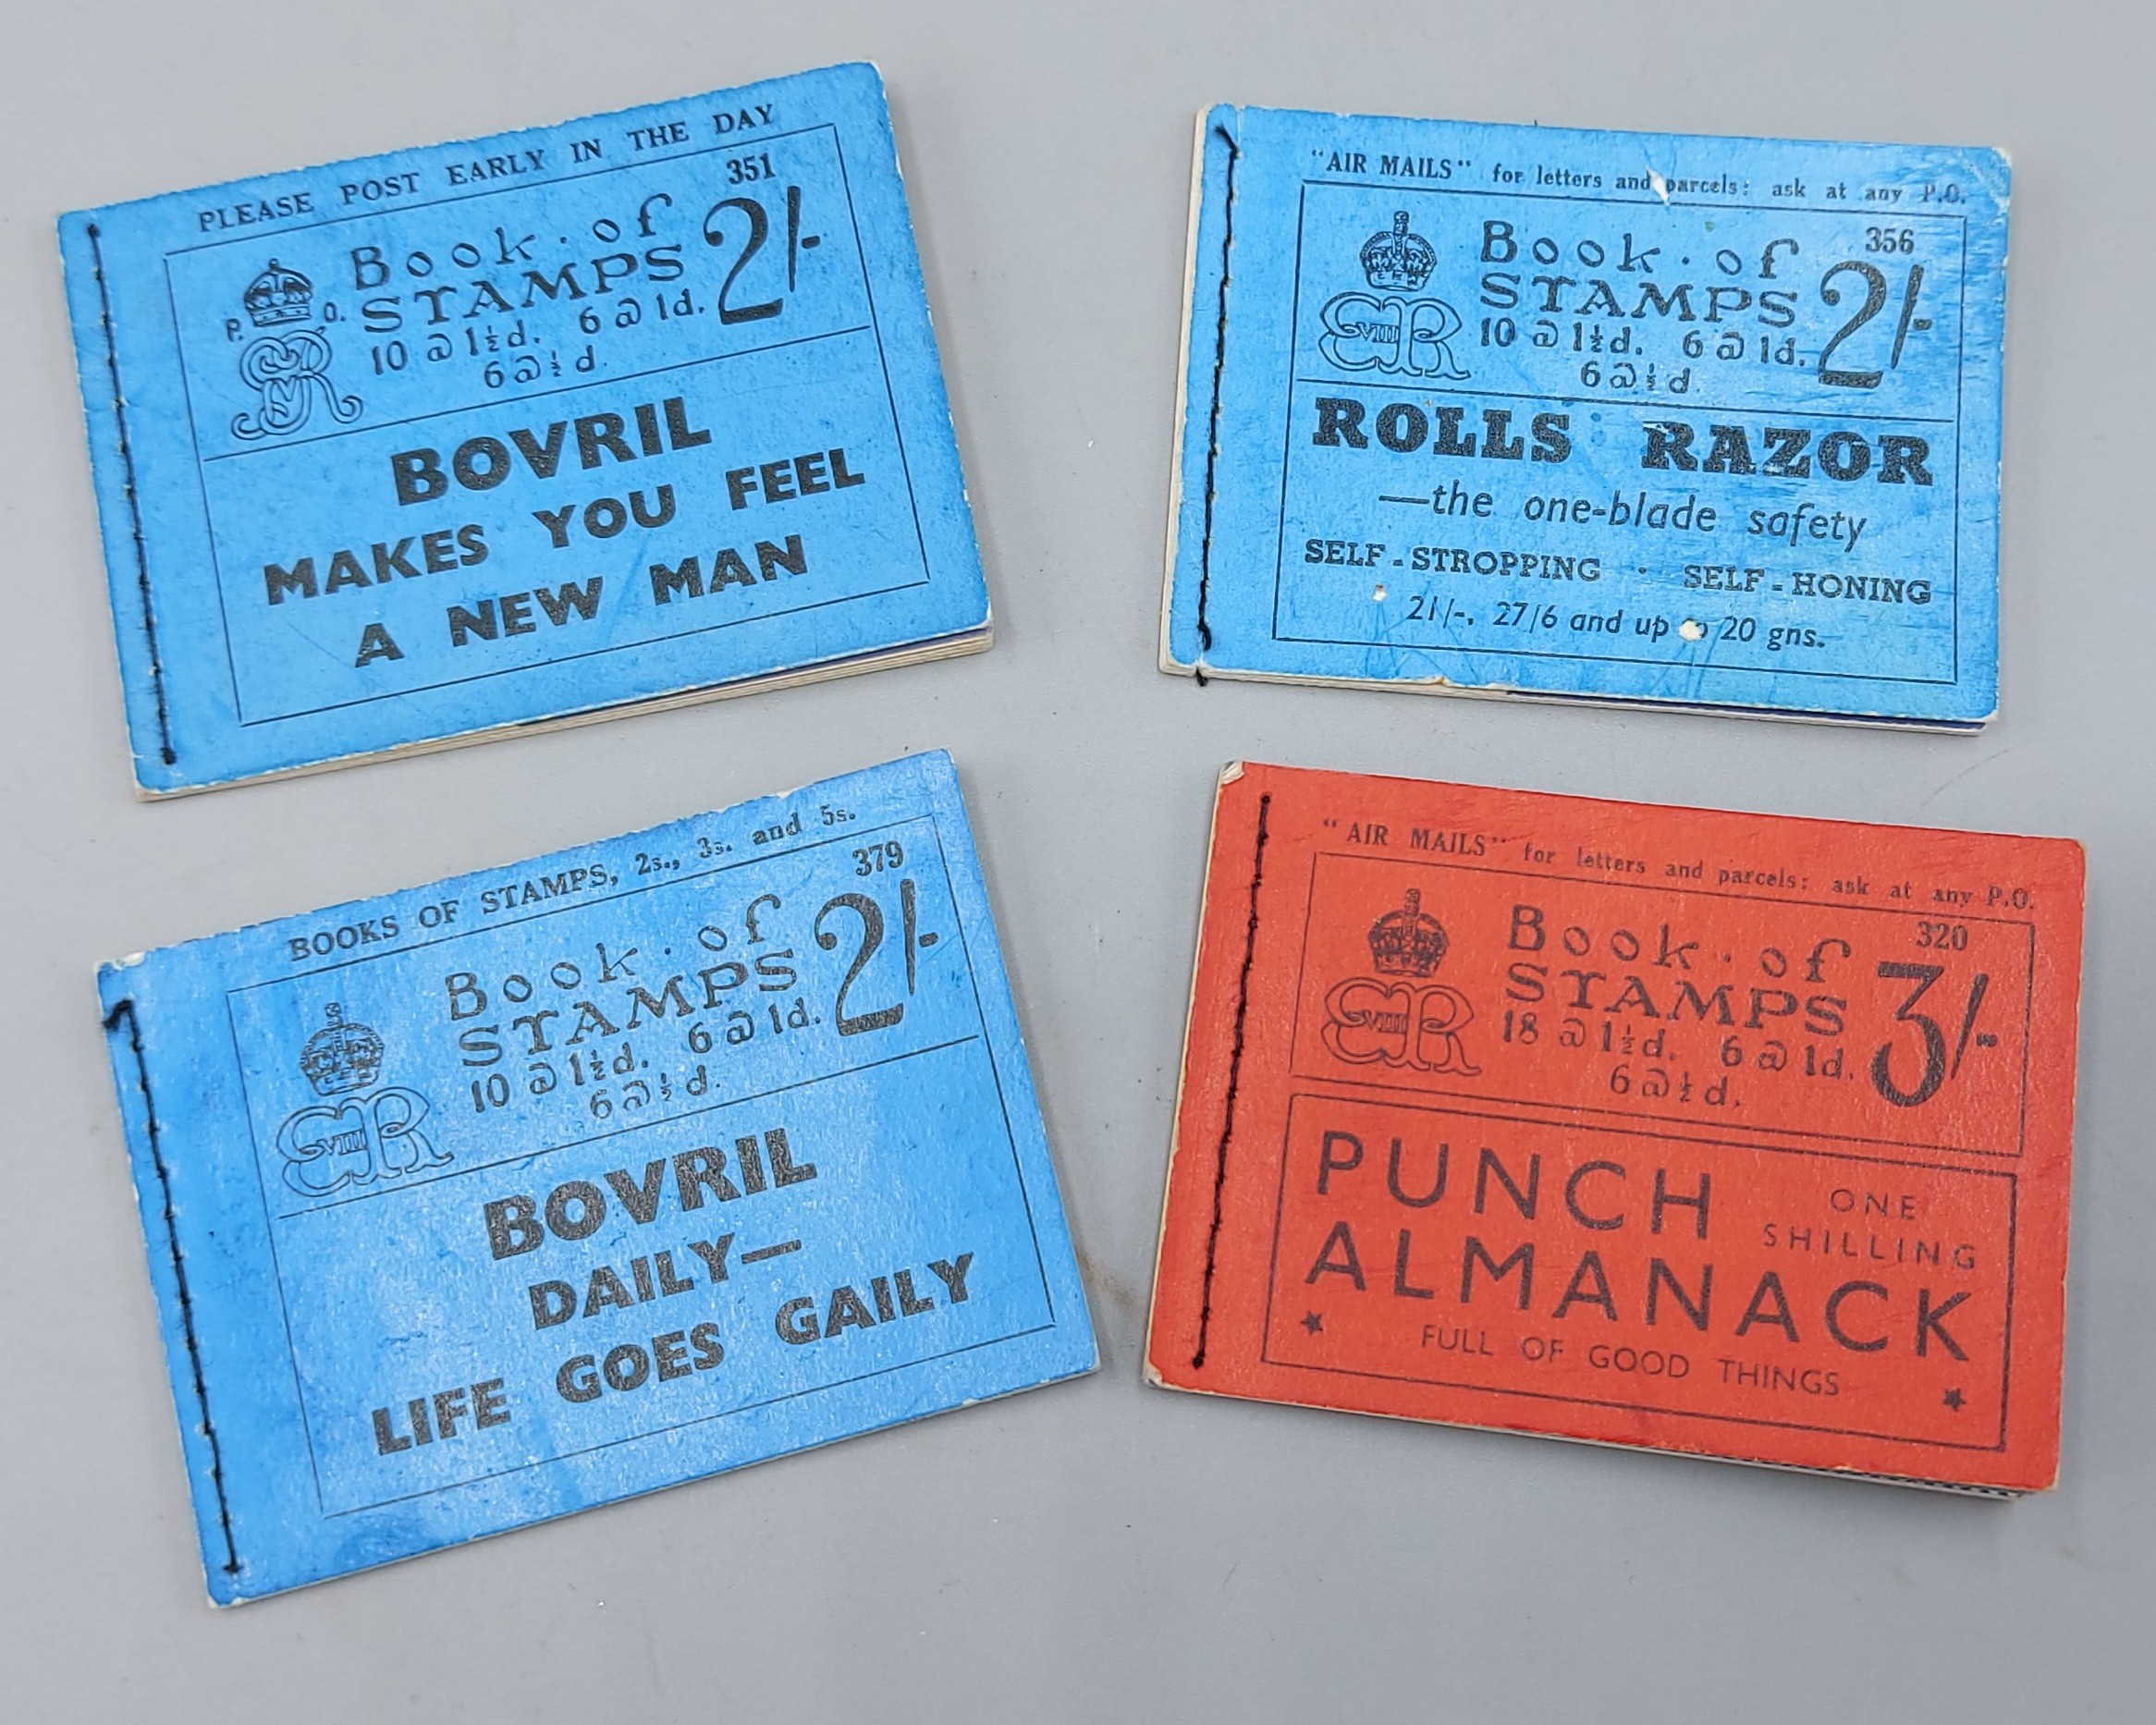 PLEASE POST EARLY IN THE DAY
351
Book · of
STAMPS
2/-
P. O.
GvR
10 @ 1½d. 6 @ 1d.
6 @ ½d.
BOVRIL
MAKES YOU FEEL
A NEW MAN
"AIR MAILS" for letters and parcels: ask at any P.O.
356
Book · of
STAMPS
2/-
EVIIIR
10 @ 1½d. 6 @ 1d.
6 @ ½d.
ROLLS RAZOR
—the one-blade safety
SELF-STROPPING · SELF-HONING
21/-, 27/6 and up to 20 gns.
BOOKS OF STAMPS, 2s., 3s. and 5s.
379
Book · of
STAMPS
2/-
EVIIIR
10 @ 1½d. 6 @ 1d.
6 @ ½d.
BOVRIL
DAILY—
LIFE GOES GAILY
"AIR MAILS" for letters and parcels: ask at any P.O.
320
Book · of
STAMPS
3/-
EVIIIR
18 @ 1½d. 6 @ 1d.
6 @ ½d.
PUNCH ONE
SHILLING
ALMANACK
FULL OF GOOD THINGS